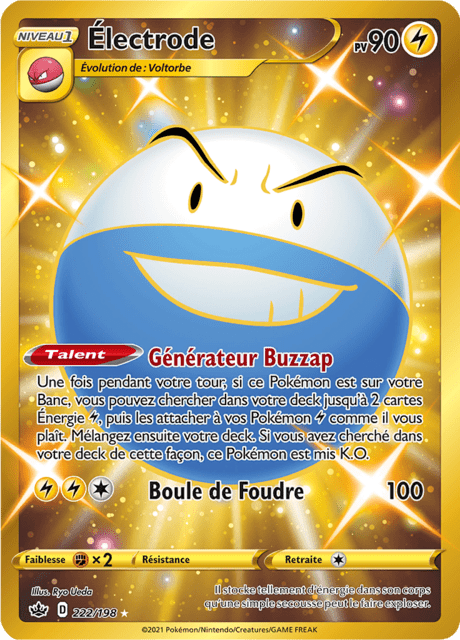 NIVEAU 1
Électrode
PV 90
Évolution de : Voltorbe
Talent Générateur Buzzap
Une fois pendant votre tour, si ce Pokémon est sur votre
Banc, vous pouvez chercher dans votre deck jusqu'à 2 cartes
Énergie, puis les attacher à vos Pokémon comme il vous
plaît. Mélangez ensuite votre deck. Si vous avez cherché dans
votre deck de cette façon, ce Pokémon est mis K.O.
Boule de Foudre 100
Faiblesse ×2 Résistance Retraite
Illus. Ryo Ueda
D 222/198
Il stocke tellement d'énergie dans son corps
qu'une simple secousse peut le faire exploser.
©2021 Pokémon/Nintendo/Creatures/GAME FREAK